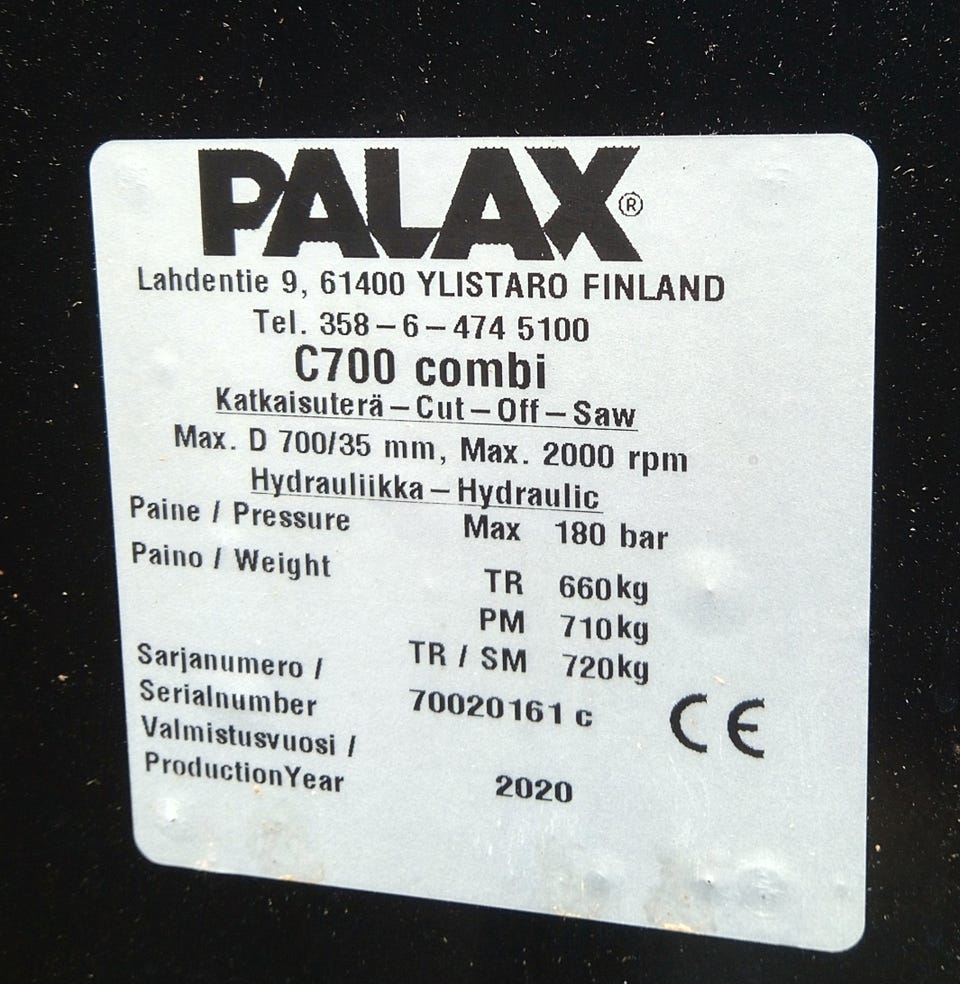 PALAX®
Lahdentie 9, 61400 YLISTARO FINLAND
Tel. 358-6-474 5100
C700 combi
Katkaisuterä-Cut-Off-Saw
Max. D 700/35 mm, Max. 2000 rpm
Hydrauliikka-Hydraulic
Paine / Pressure Max 180 bar
Paino / Weight TR 660kg
PM 710kg
TR / SM 720kg
Sarjanumero /
Serialnumber 70020161 c
Valmistusvuosi /
ProductionYear 2020
CE